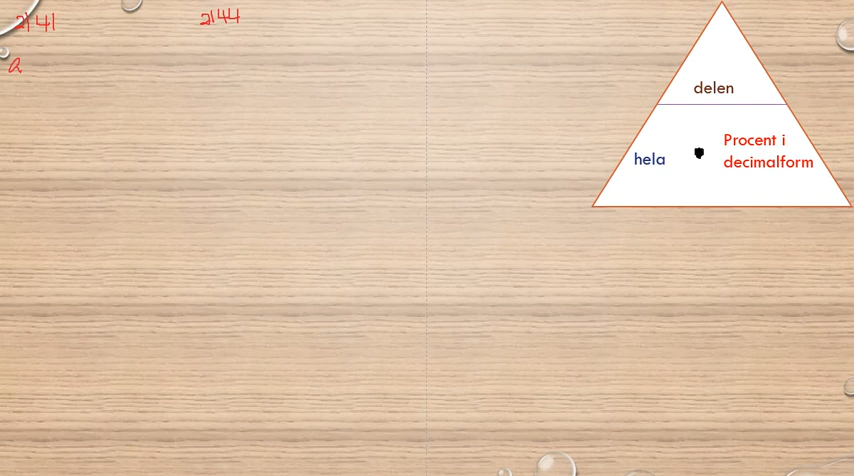 2141
2144
a
delen
hela
Procent i
decimalform